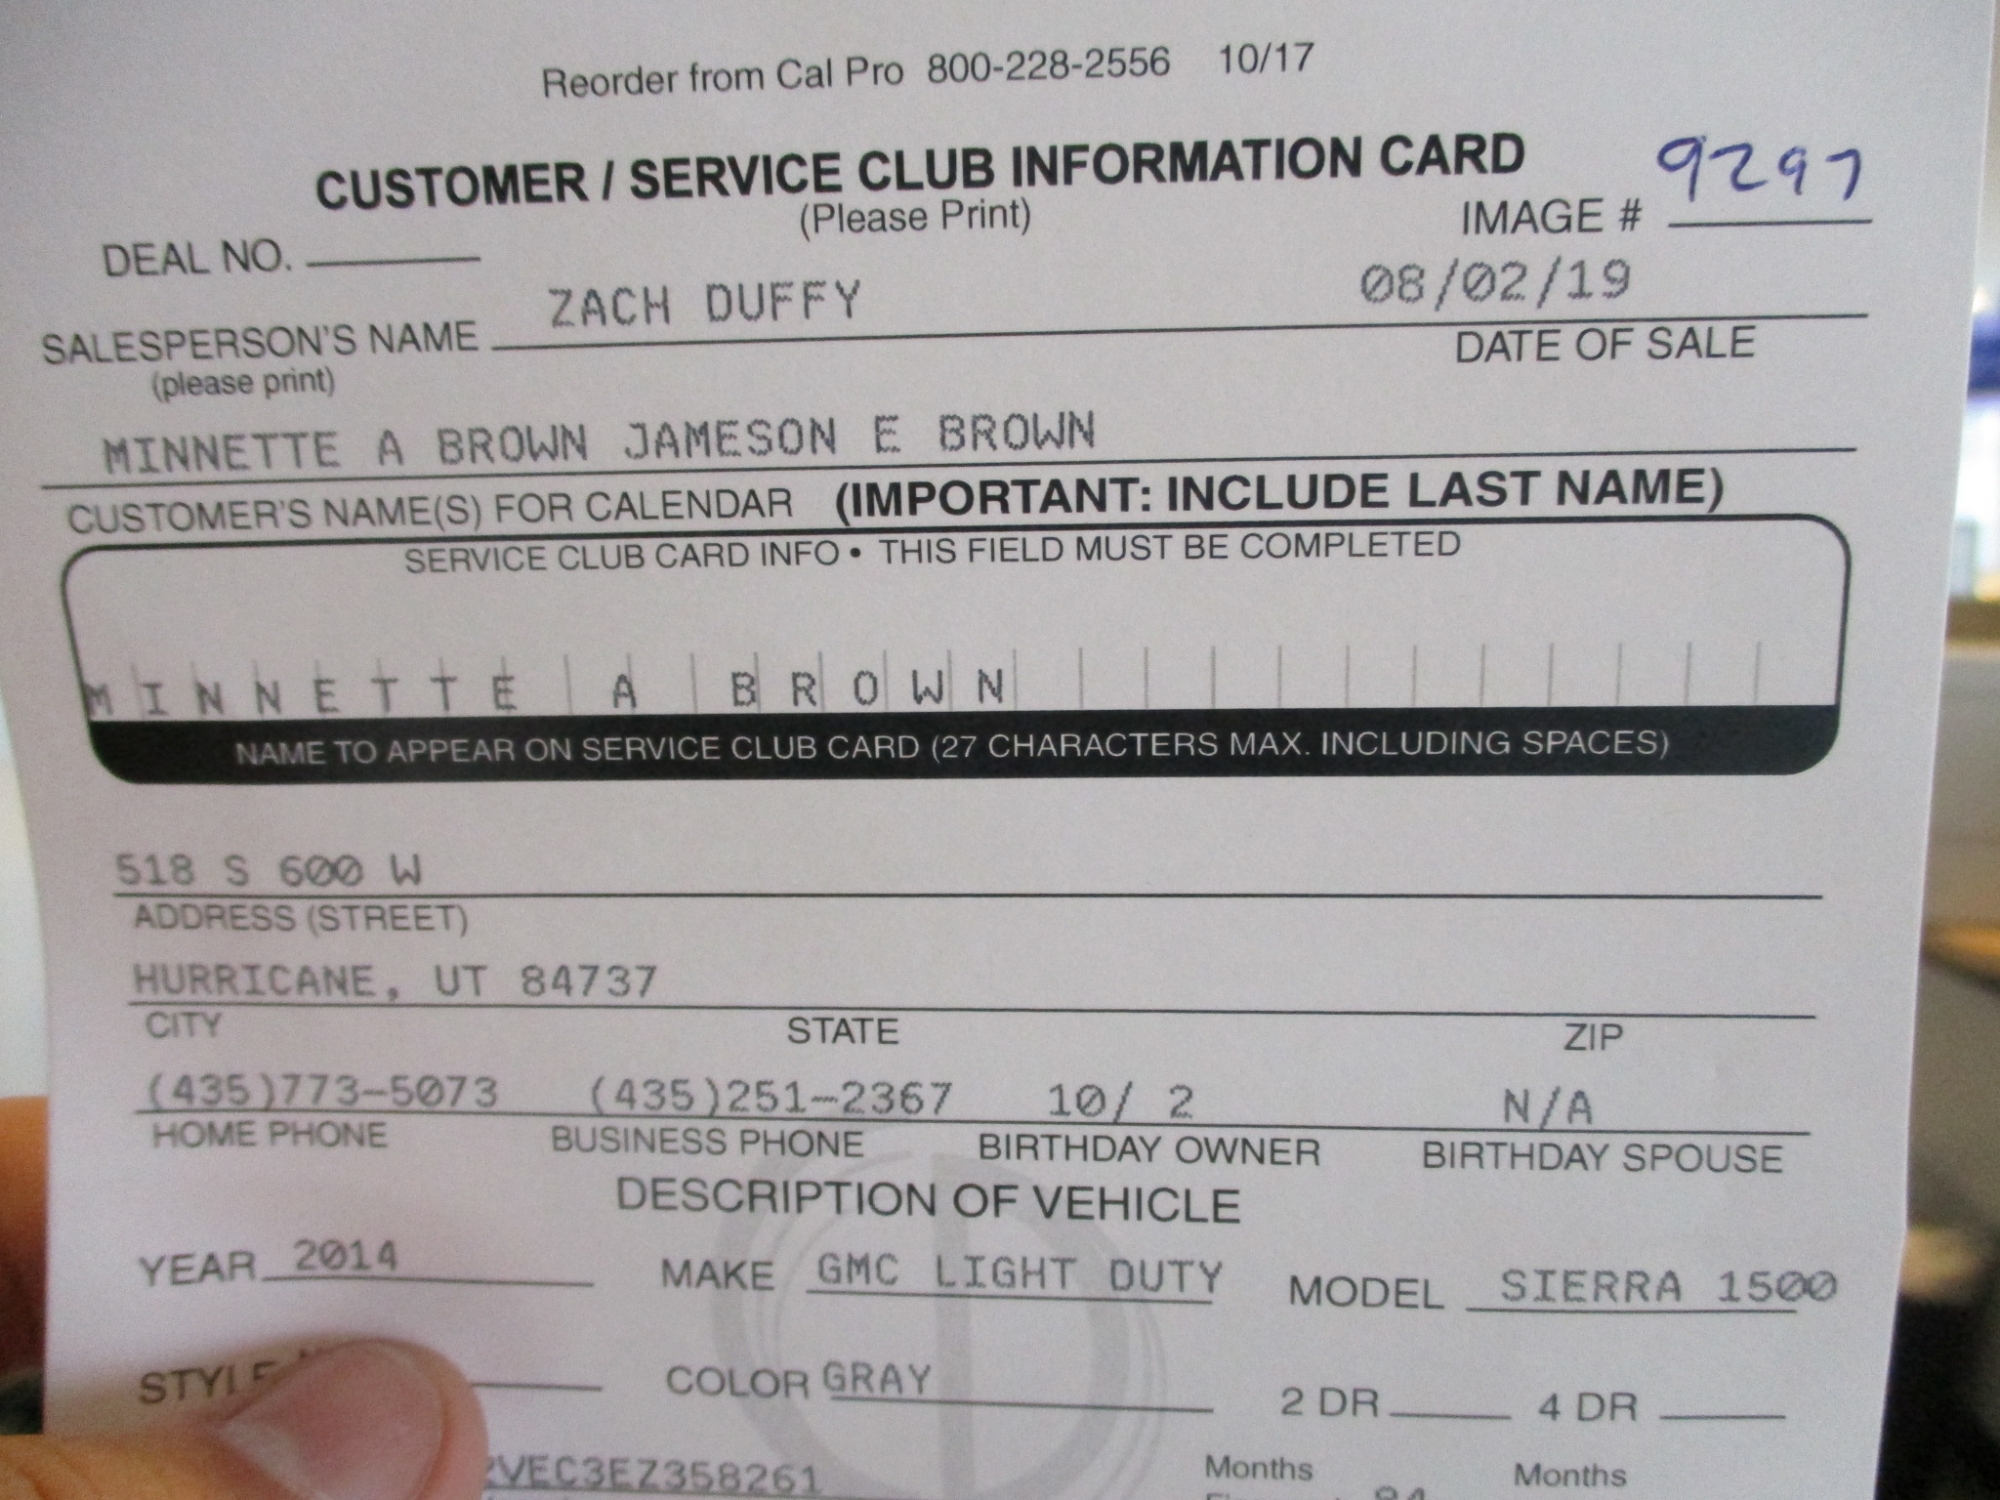 Reorder from Cal Pro 800-228-2556 10/17
CUSTOMER / SERVICE CLUB INFORMATION CARD
(Please Print)
9297
IMAGE #
DEAL NO.
ZACH DUFFY 08/02/19
SALESPERSON'S NAME DATE OF SALE
(please print)
MINNETTE A BROWN JAMESON E BROWN
CUSTOMER'S NAME(S) FOR CALENDAR (IMPORTANT: INCLUDE LAST NAME)
SERVICE CLUB CARD INFO • THIS FIELD MUST BE COMPLETED
MINNETTE A BROWN
NAME TO APPEAR ON SERVICE CLUB CARD (27 CHARACTERS MAX. INCLUDING SPACES)
518 S 600 W
ADDRESS (STREET)
HURRICANE, UT 84737
CITY STATE ZIP
(435)773-5073 (435)251-2367 10/ 2 N/A
HOME PHONE BUSINESS PHONE BIRTHDAY OWNER BIRTHDAY SPOUSE
DESCRIPTION OF VEHICLE
YEAR 2014 MAKE GMC LIGHT DUTY MODEL SIERRA 1500
STYLE COLOR GRAY 2 DR 4 DR
VEC3EZ358261 Months Months